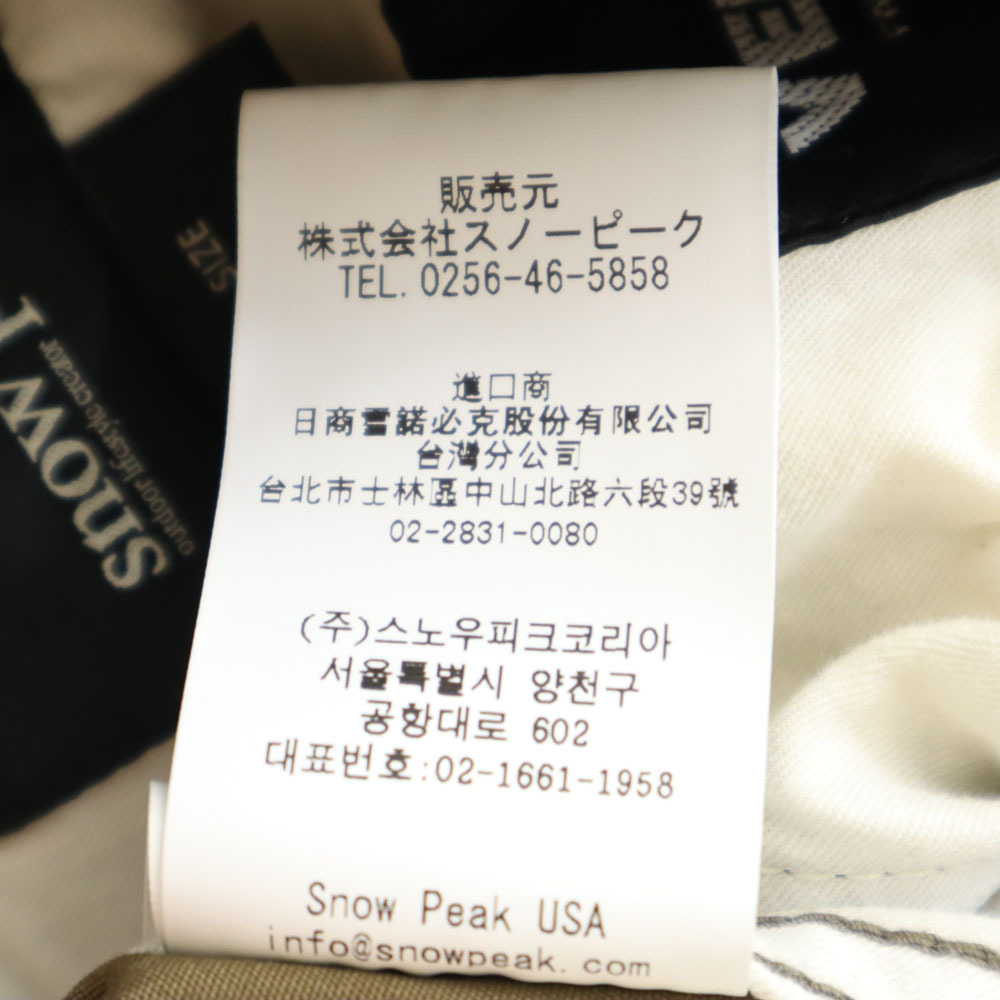 販売元
株式会社スノーピーク
TEL. 0256-46-5858
進口商
日商雪諾必克股份有限公司
台灣分公司
台北市士林區中山北路六段39號
02-2831-0080
(주)스노우피크코리아
서울특별시 양천구
공항대로 602
대표번호:02-1661-1958
Snow Peak USA
info@snowpeak.com
SIZE
snow
outdoor lifestyle creator